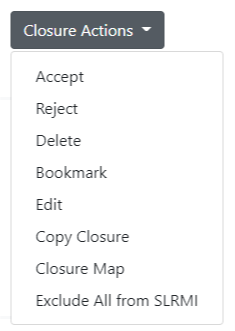 Closure Actions
Accept
Reject
Delete
Bookmark
Edit
Copy Closure
Closure Map
Exclude All from SLRMI